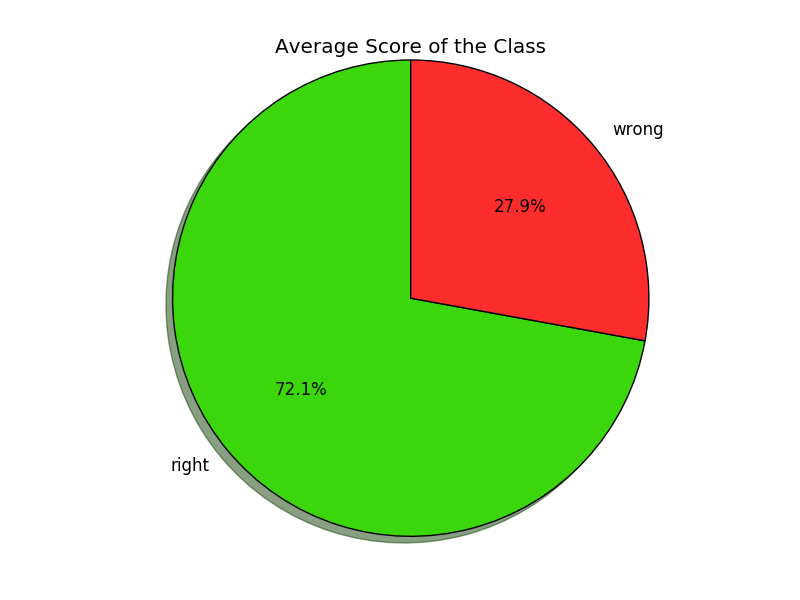 Average Score of the Class
wrong
27.9%
72.1%
right